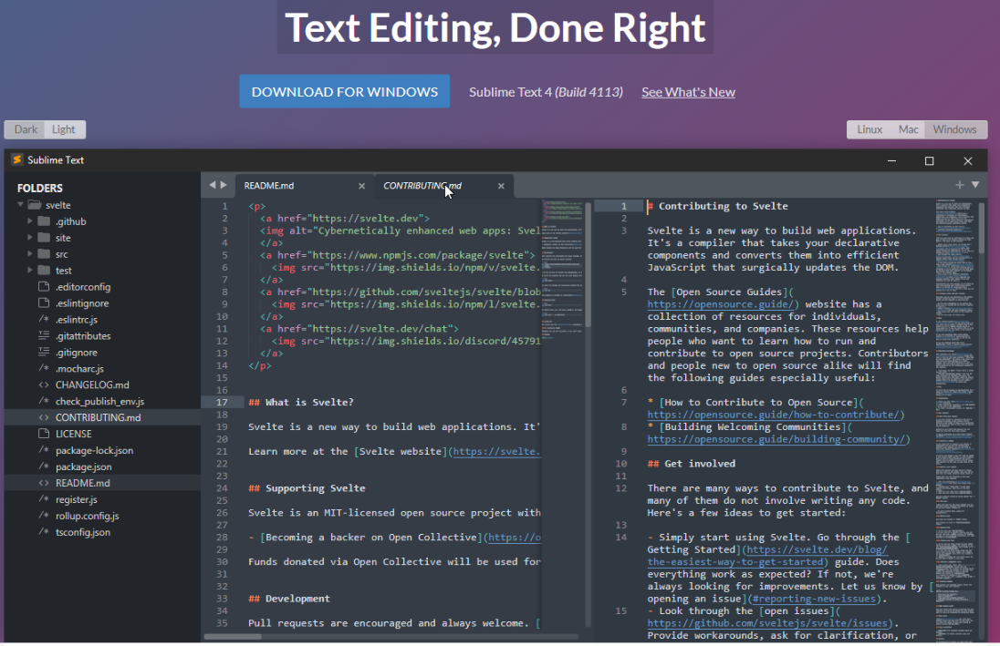 Text Editing, Done Right
DOWNLOAD FOR WINDOWS
Sublime Text 4 (Build 4113)
See What's New
Dark Light
Linux Mac Windows
Sublime Text
FOLDERS
svelte
.github
site
src
test
.editorconfig
.eslintignore
/* .eslintrc.js
.gitattributes
.gitignore
/* .mocharc.js
<> CHANGELOG.md
/* check_publish_env.js
<> CONTRIBUTING.md
LICENSE
/* package-lock.json
/* package.json
<> README.md
/* register.js
/* rollup.config.js
/* tsconfig.json
README.md
CONTRIBUTING.md
1 <p>
2 <a href="https://svelte.dev">
3 <img alt="Cybernetically enhanced web apps: Svel
4 </a>
5 <a href="https://www.npmjs.com/package/svelte">
6 <img src="https://img.shields.io/npm/v/svelte.
7 </a>
8 <a href="https://github.com/sveltejs/svelte/blob
9 <img src="https://img.shields.io/npm/l/svelte.
10 </a>
11 <a href="https://svelte.dev/chat">
12 <img src="https://img.shields.io/discord/45791
13 </a>
14 </p>
15
16
17 ## What is Svelte?
18
19 Svelte is a new way to build web applications. It'
20
21 Learn more at the [Svelte website](https://svelte.
22
23
24 ## Supporting Svelte
25
26 Svelte is an MIT-licensed open source project with
27
28 - [Becoming a backer on Open Collective](https://o
29
30 Funds donated via Open Collective will be used for
31
32
33 ## Development
34
35 Pull requests are encouraged and always welcome. [
1 # Contributing to Svelte
2
3 Svelte is a new way to build web applications.
It's a compiler that takes your declarative
components and converts them into efficient
JavaScript that surgically updates the DOM.
4
5 The [Open Source Guides](
https://opensource.guide/) website has a
collection of resources for individuals,
communities, and companies. These resources help
people who want to learn how to run and
contribute to open source projects. Contributors
and people new to open source alike will find
the following guides especially useful:
6
7 * [How to Contribute to Open Source](
https://opensource.guide/how-to-contribute/)
8 * [Building Welcoming Communities](
https://opensource.guide/building-community/)
9
10 ## Get involved
11
12 There are many ways to contribute to Svelte, and
many of them do not involve writing any code.
Here's a few ideas to get started:
13
14 - Simply start using Svelte. Go through the [
Getting Started](https://svelte.dev/blog/
the-easiest-way-to-get-started) guide. Does
everything work as expected? If not, we're
always looking for improvements. Let us know by [
opening an issue](#reporting-new-issues).
15 - Look through the [open issues](
https://github.com/sveltejs/svelte/issues).
Provide workarounds, ask for clarification, or